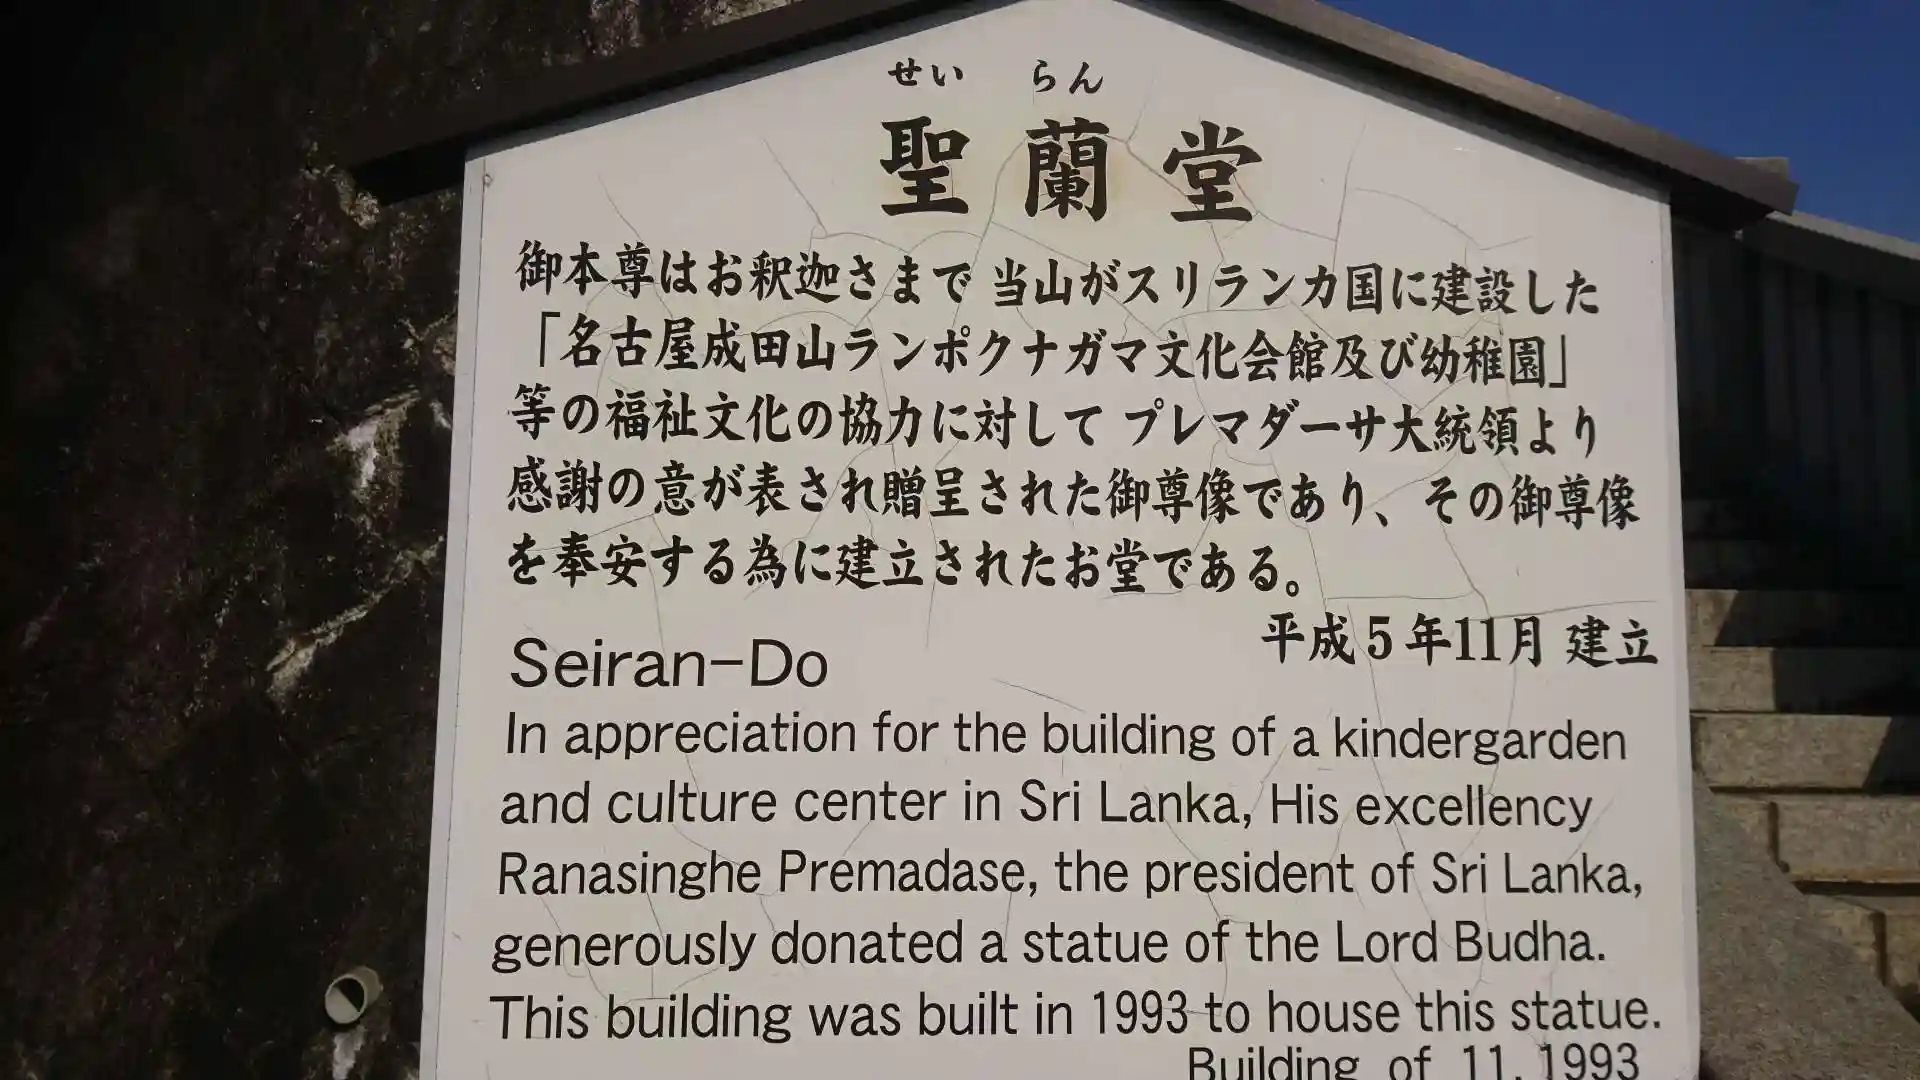 せい らん
聖蘭堂
御本尊はお釈迦さまで 当山がスリランカ国に建設した
「名古屋成田山ランポクナガマ文化会館及び幼稚園」
等の福祉文化の協力に対して プレマダーサ大統領より
感謝の意が表され贈呈された御尊像であり、その御尊像
を奉安する為に建立されたお堂である。
平成5年11月 建立
Seiran-Do
In appreciation for the building of a kindergarden
and culture center in Sri Lanka, His excellency
Ranasinghe Premadase, the president of Sri Lanka,
generously donated a statue of the Lord Budha.
This building was built in 1993 to house this statue.
Building of 11, 1993